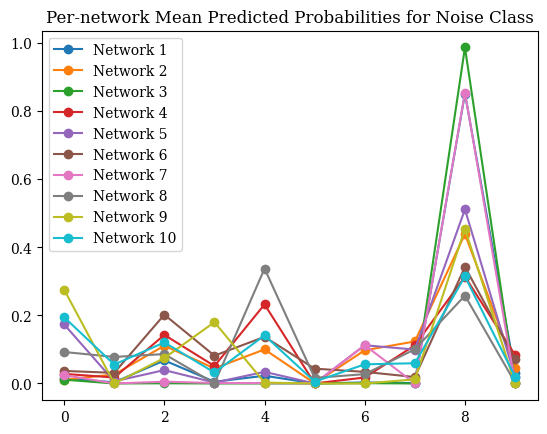 Per-network Mean Predicted Probabilities for Noise Class
1.0
0.8
0.6
0.4
0.2
0.0
Network 1
Network 2
Network 3
Network 4
Network 5
Network 6
Network 7
Network 8
Network 9
Network 10
0 2 4 6 8